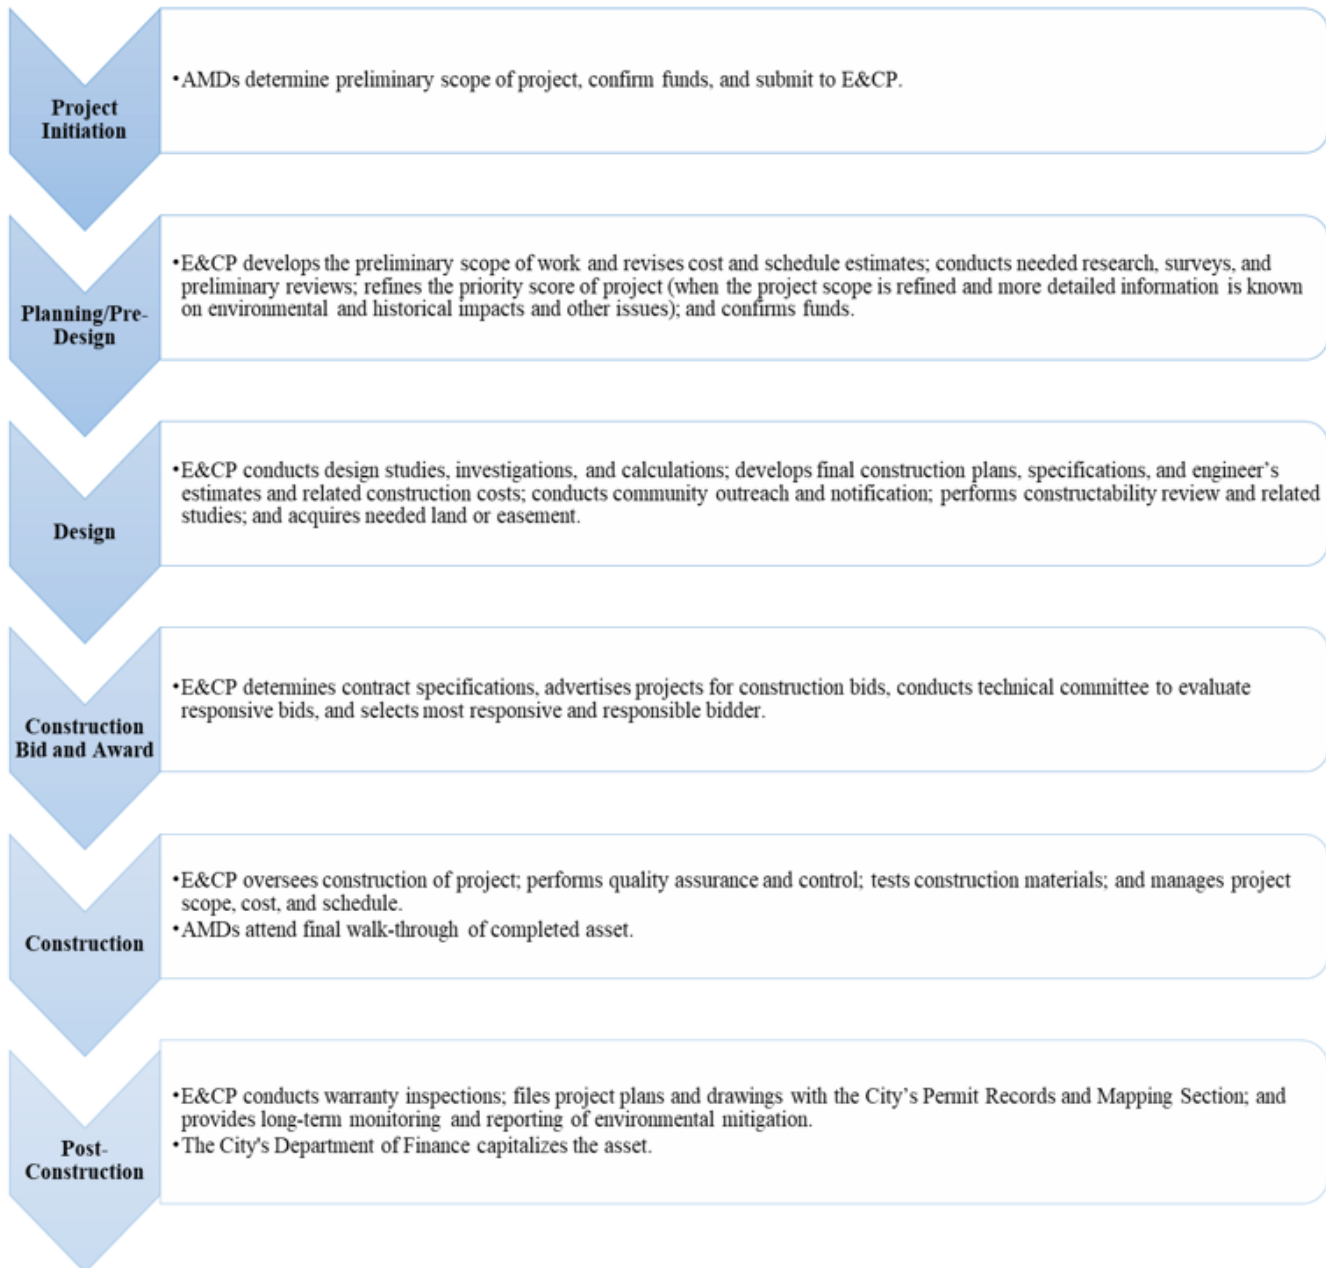 Project
Initiation
•AMDs determine preliminary scope of project, confirm funds, and submit to E&CP.
Planning/Pre-
Design
•E&CP develops the preliminary scope of work and revises cost and schedule estimates; conducts needed research, surveys, and
preliminary reviews; refines the priority score of project (when the project scope is refined and more detailed information is known
on environmental and historical impacts and other issues); and confirms funds.
Design
•E&CP conducts design studies, investigations, and calculations; develops final construction plans, specifications, and engineer’s
estimates and related construction costs; conducts community outreach and notification; performs constructability review and related
studies; and acquires needed land or easement.
Construction
Bid and Award
•E&CP determines contract specifications, advertises projects for construction bids, conducts technical committee to evaluate
responsive bids, and selects most responsive and responsible bidder.
Construction
•E&CP oversees construction of project; performs quality assurance and control; tests construction materials; and manages project
scope, cost, and schedule.
•AMDs attend final walk-through of completed asset.
Post-
Construction
•E&CP conducts warranty inspections; files project plans and drawings with the City’s Permit Records and Mapping Section; and
provides long-term monitoring and reporting of environmental mitigation.
•The City's Department of Finance capitalizes the asset.